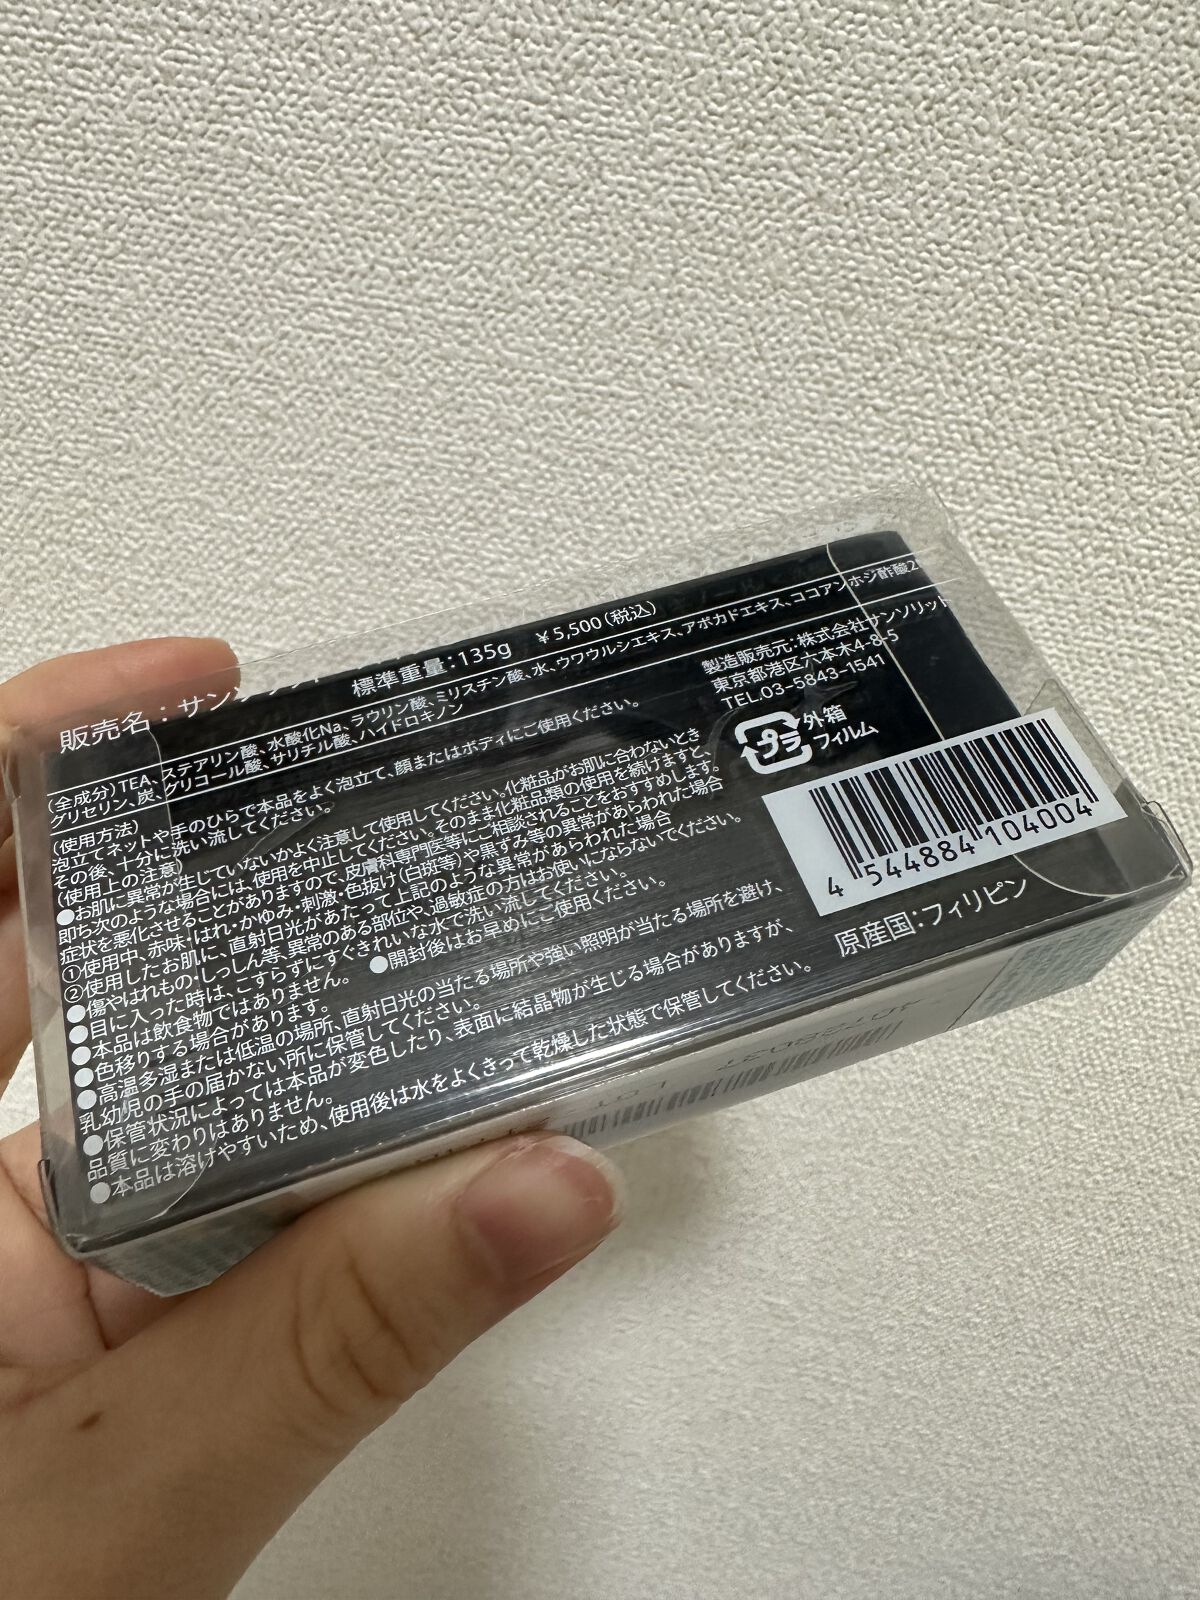 販売名：サンソリット
標準重量：135g ￥5,500（税込）
（全成分）TEA、ステアリン酸、水酸化Na、ラウリン酸、ミリスチン酸、水、ウワウルシエキス、アボカドエキス、ココアンホジ酢酸2
グリセリン、炭、グリコール酸、サリチル酸、ハイドロキノン
（使用方法）
泡立てネットや手のひらで本品をよく泡立て、顔またはボディにご使用ください。
その後、十分に洗い流してください。
（使用上の注意）
●お肌に異常が生じていないかよく注意して使用してください。化粧品がお肌に合わないとき
即ち次のような場合には、使用を中止してください。そのまま化粧品類の使用を続けますと、
症状を悪化させることがありますので、皮膚科専門医等にご相談されることをおすすめします。
①使用中、赤味・はれ・かゆみ・刺激・色抜け（白斑等）や黒ずみ等の異常があらわれた場合
②使用したお肌に、直射日光があたって上記のような異常があらわれた場合
●傷やはれもの・しっしん等、異常のある部位や、過敏症の方はお使いにならないでください。
●目に入った時は、こすらずにすぐきれいな水で洗い流してください。
●本品は飲食物ではありません。 ●開封後はお早めにご使用ください。
●色移りする場合があります。
●高温多湿または低温の場所、直射日光の当たる場所や強い照明が当たる場所を避け、
乳幼児の手の届かない所に保管してください。
●保管状況によっては本品が変色したり、表面に結晶物が生じる場合がありますが、
品質に変わりはありません。
●本品は溶けやすいため、使用後は水をよくきって乾燥した状態で保管してください。
製造販売元：株式会社サンソリット
東京都港区六本木4-8-5
TEL.03-5843-1541
プラ 外箱
フィルム
4 544884 104004
原産国：フィリピン